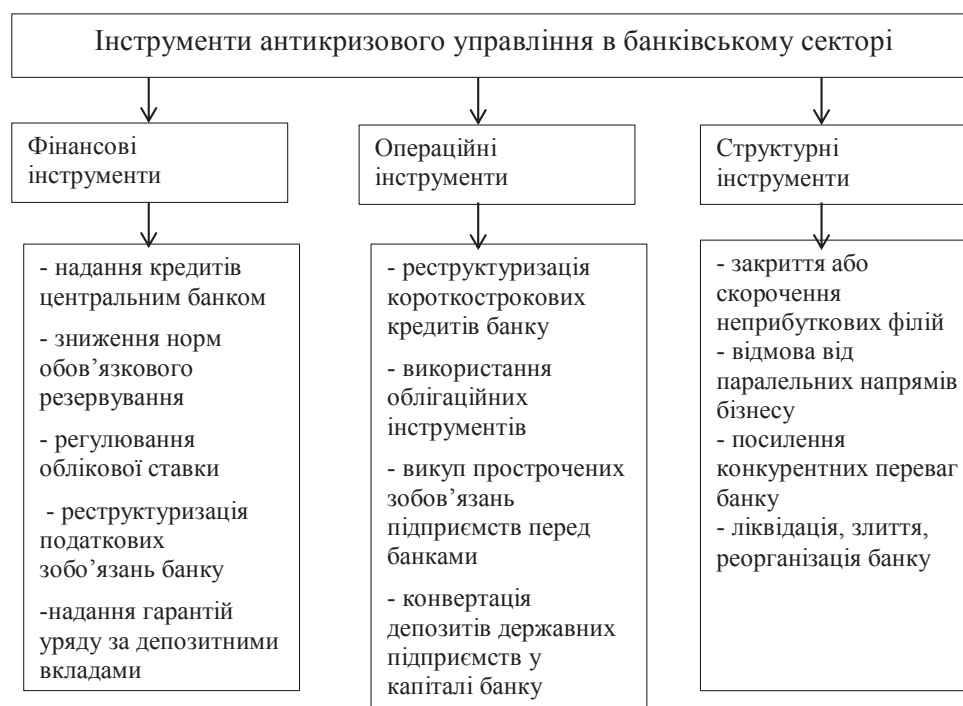 Інструменти антикризового управління в банківському секторі
Фінансові
інструменти
Операційні
інструменти
Структурні
інструменти
- надання кредитів
центральним банком
- зниження норм
обов’язкового
резервування
- регулювання
облікової ставки
- реструктуризація
податкових
зобо’язань банку
-надання гарантій
уряду за депозитними
вкладами
- реструктуризація
короткострокових
кредитів банку
- використання
облігаційних
інструментів
- викуп прострочених
зобов’язань
підприємств перед
банками
- конвертація
депозитів державних
підприємств у
капіталі банку
- закриття або
скорочення
неприбуткових філій
- відмова від
паралельних напрямів
бізнесу
- посилення
конкурентних переваг
банку
- ліквідація, злиття,
реорганізація банку